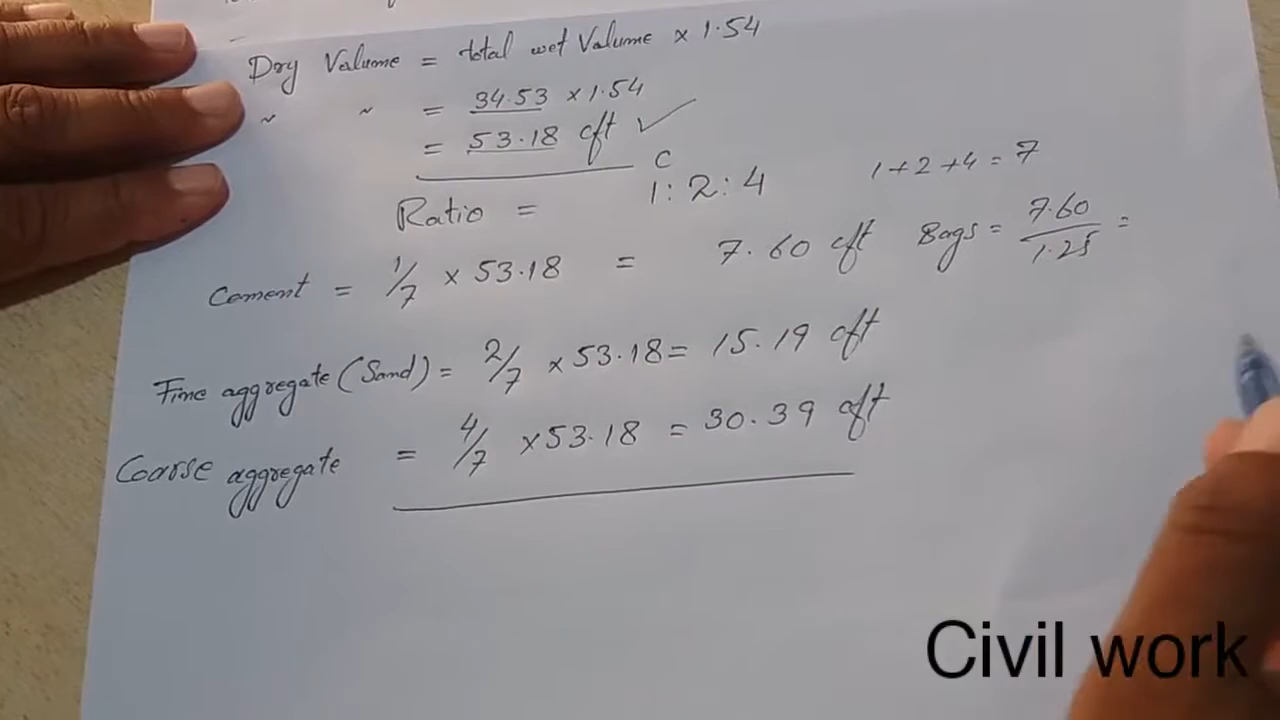 Dry Volume = total wet Volume × 1.54
〃 〃 = 34.53 × 1.54
= 53.18 cft ✓
C
Ratio = 1:2:4 1+2+4=7
Cement = 1/7 × 53.18 = 7.60 cft Bags = 7.60/1.25 =
Fine aggregate (Sand) = 2/7 × 53.18 = 15.19 cft
Coarse aggregate = 4/7 × 53.18 = 30.39 cft
Civil work